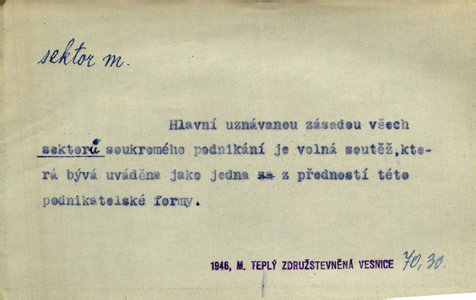 sektor m.
Hlavní uznávanou zásadou všech
sektorů soukromého podnikání je volná soutěž,kte-
rá bývá uváděna jako jedna z předností této
podnikatelské formy.
1946, M. TEPLÝ ZDRUŽSTEVNĚNÁ VESNICE 70,30.